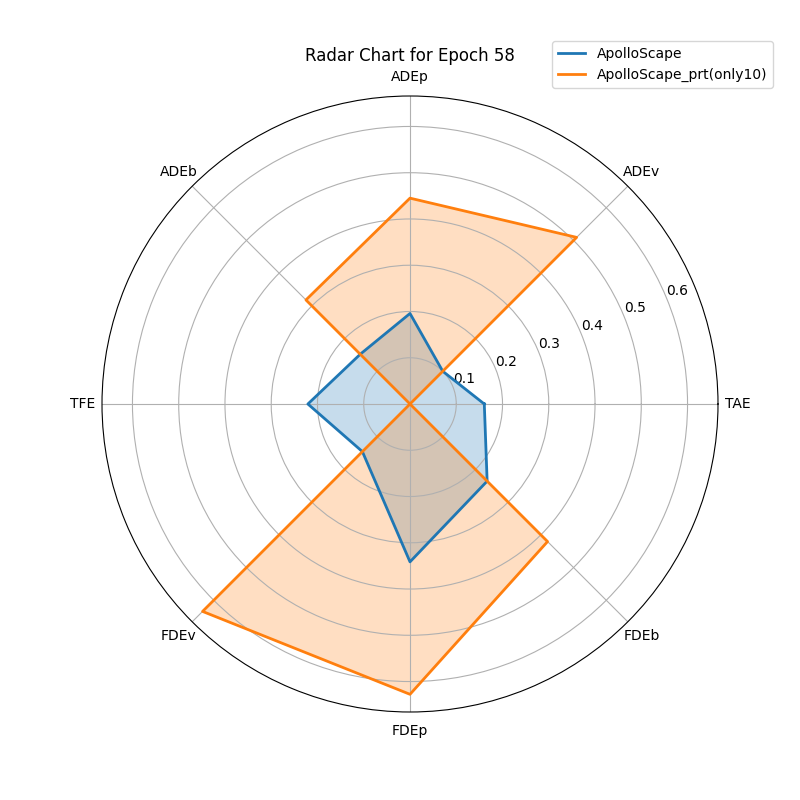 Radar Chart for Epoch 58
ApolloScape
ApolloScape_prt(only10)
ADEp
ADEb
ADEv
0.6
0.5
0.4
0.3
0.2
0.1
TFE
TAE
FDEv
FDEb
FDEp